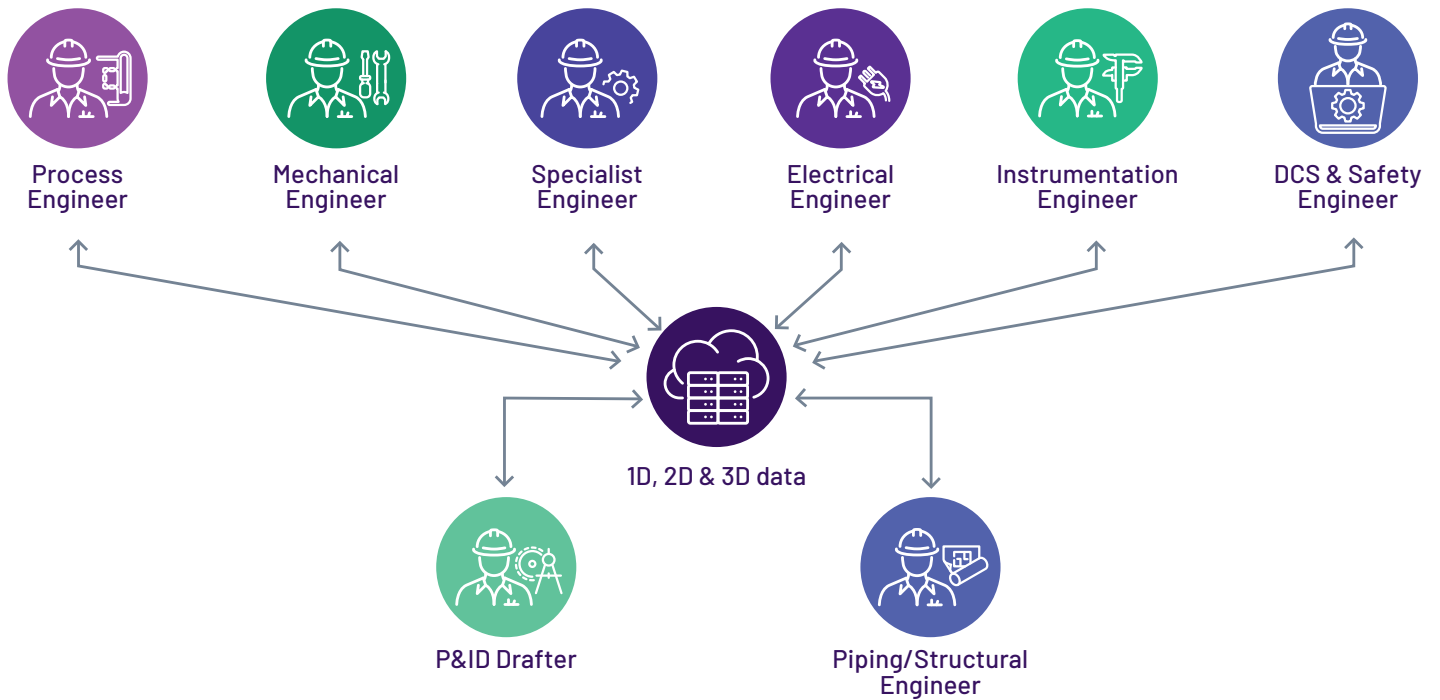 Process
Engineer
Mechanical
Engineer
Specialist
Engineer
Electrical
Engineer
Instrumentation
Engineer
DCS & Safety
Engineer
1D, 2D & 3D data
P&ID Drafter
Piping/Structural
Engineer